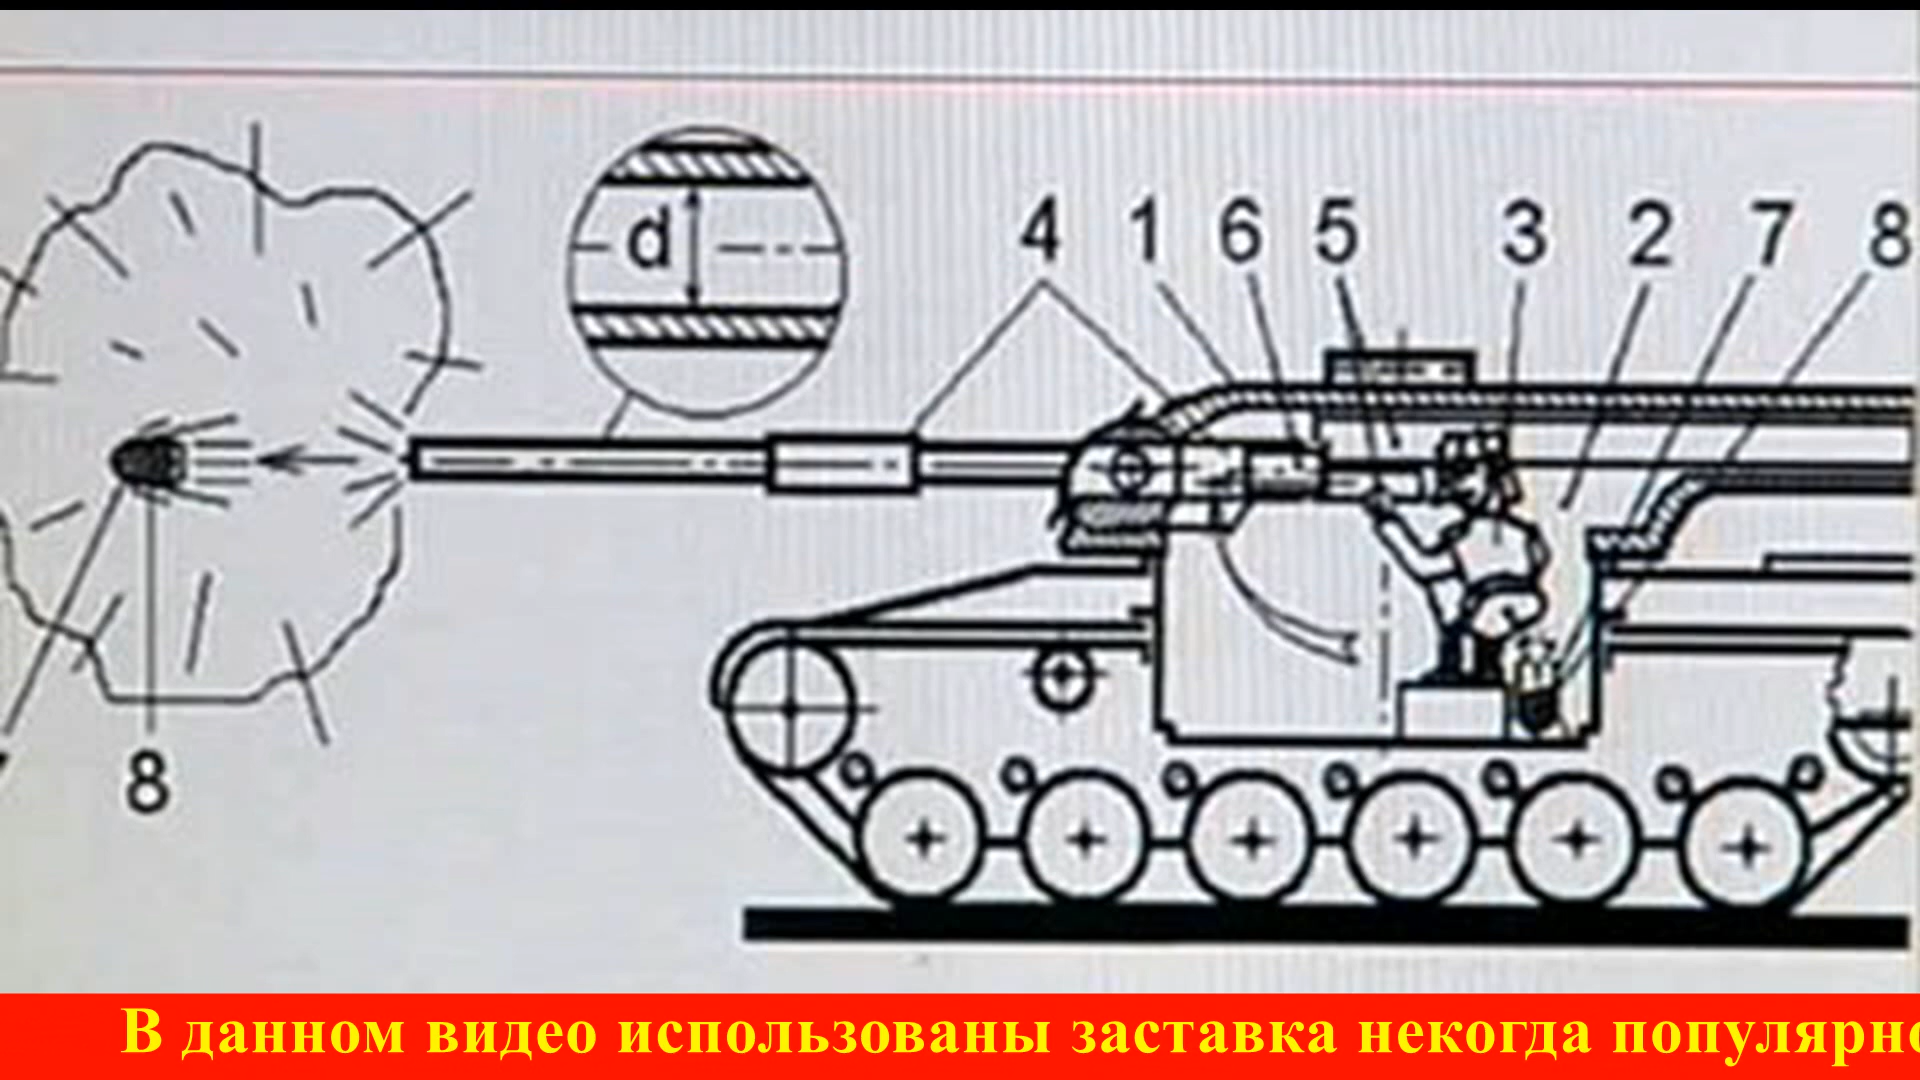 d
4 1 6 5 3 2 7 8
8
В данном видео использованы заставка некогда популярно